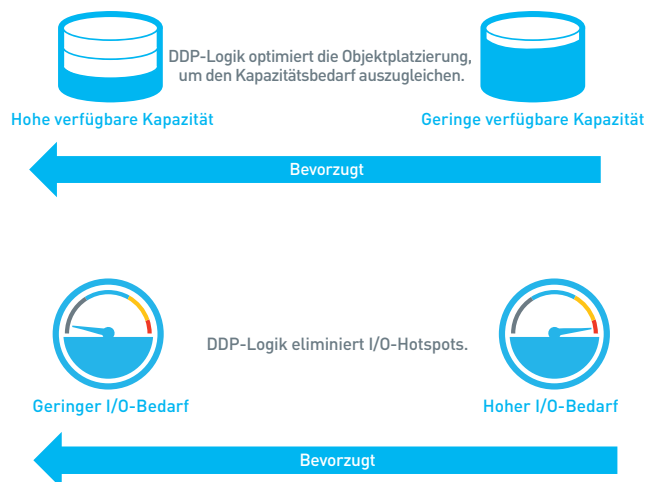 DDP-Logik optimiert die Objektplatzierung,
um den Kapazitätsbedarf auszugleichen.
Hohe verfügbare Kapazität
Geringe verfügbare Kapazität
Bevorzugt
DDP-Logik eliminiert I/O-Hotspots.
Geringer I/O-Bedarf
Hoher I/O-Bedarf
Bevorzugt